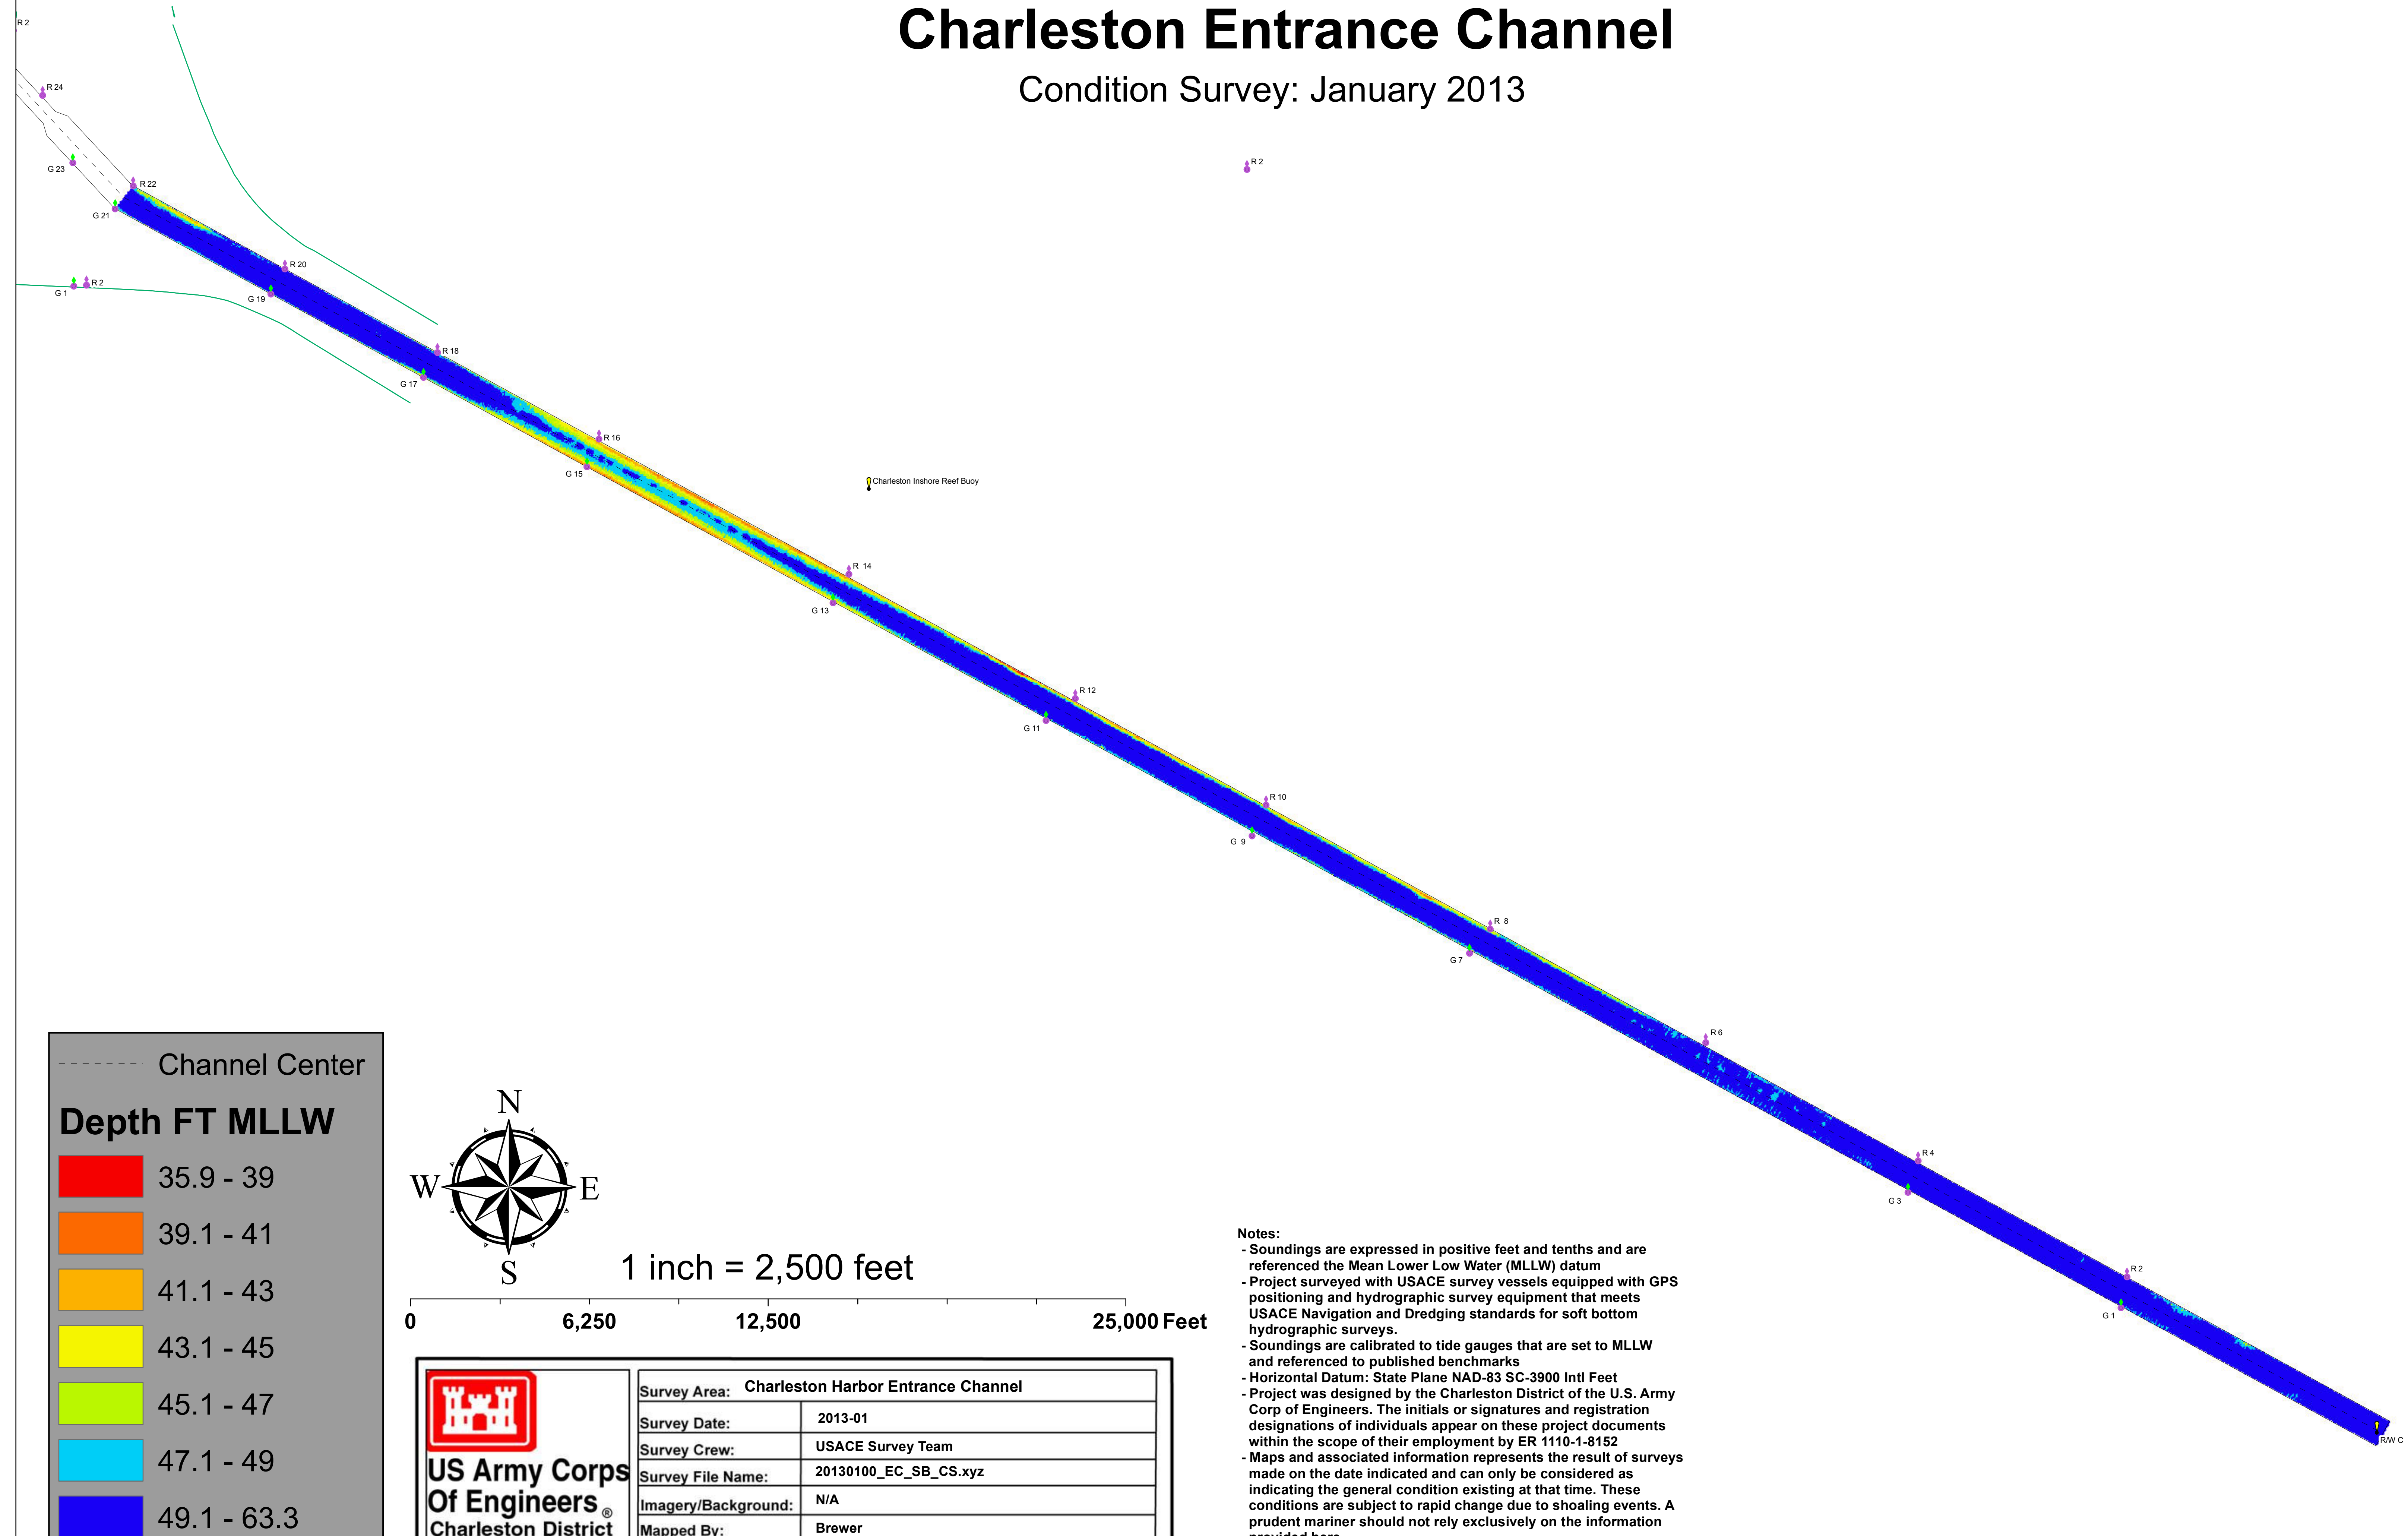 Charleston Entrance Channel
Condition Survey: January 2013
R 2
R 24
G 23
R 22
G 21
R 2
R 20
G 1
R 2
G 19
R 18
G 17
R 16
G 15
Charleston Inshore Reef Buoy
R 14
G 13
R 12
G 11
R 10
G 9
R 8
G 7
R 6
R 4
G 3
R 2
G 1
R/W C
Channel Center
Depth FT MLLW
35.9 - 39
39.1 - 41
41.1 - 43
43.1 - 45
45.1 - 47
47.1 - 49
49.1 - 63.3
N
W
E
S
1 inch = 2,500 feet
0 6,250 12,500 25,000 Feet
US Army Corps
Of Engineers ®
Charleston District
Survey Area: Charleston Harbor Entrance Channel
Survey Date: 2013-01
Survey Crew: USACE Survey Team
Survey File Name: 20130100_EC_SB_CS.xyz
Imagery/Background: N/A
Mapped By: Brewer
Notes:
- Soundings are expressed in positive feet and tenths and are
referenced the Mean Lower Low Water (MLLW) datum
- Project surveyed with USACE survey vessels equipped with GPS
positioning and hydrographic survey equipment that meets
USACE Navigation and Dredging standards for soft bottom
hydrographic surveys.
- Soundings are calibrated to tide gauges that are set to MLLW
and referenced to published benchmarks
- Horizontal Datum: State Plane NAD-83 SC-3900 Intl Feet
- Project was designed by the Charleston District of the U.S. Army
Corp of Engineers. The initials or signatures and registration
designations of individuals appear on these project documents
within the scope of their employment by ER 1110-1-8152
- Maps and associated information represents the result of surveys
made on the date indicated and can only be considered as
indicating the general condition existing at that time. These
conditions are subject to rapid change due to shoaling events. A
prudent mariner should not rely exclusively on the information
provided here